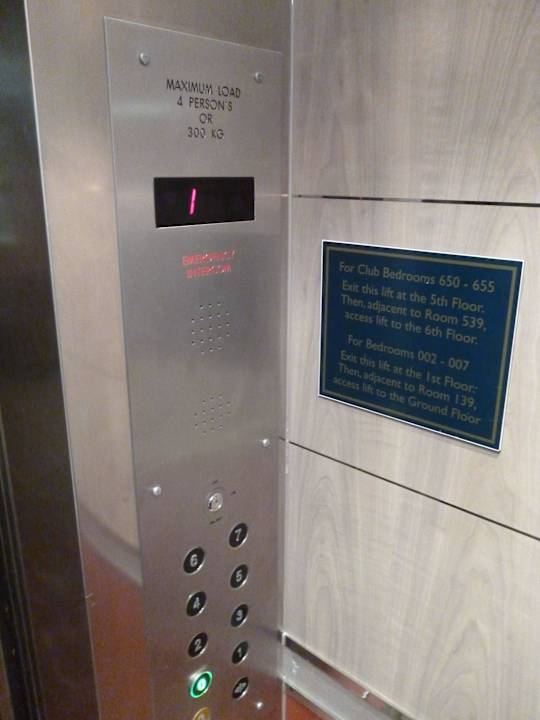 MAXIMUM LOAD
4 PERSON'S
OR
300 KG
1
EMERGENCY
INTERCOM
For Club Bedrooms 650 - 655
Exit this lift at the 5th Floor.
Then, adjacent to Room 539,
access lift to the 6th Floor.
For Bedrooms 002 - 007
Exit this lift at the 1st Floor;
Then, adjacent to Room 139,
access lift to the Ground Floor
7
6
5
4
3
2
1